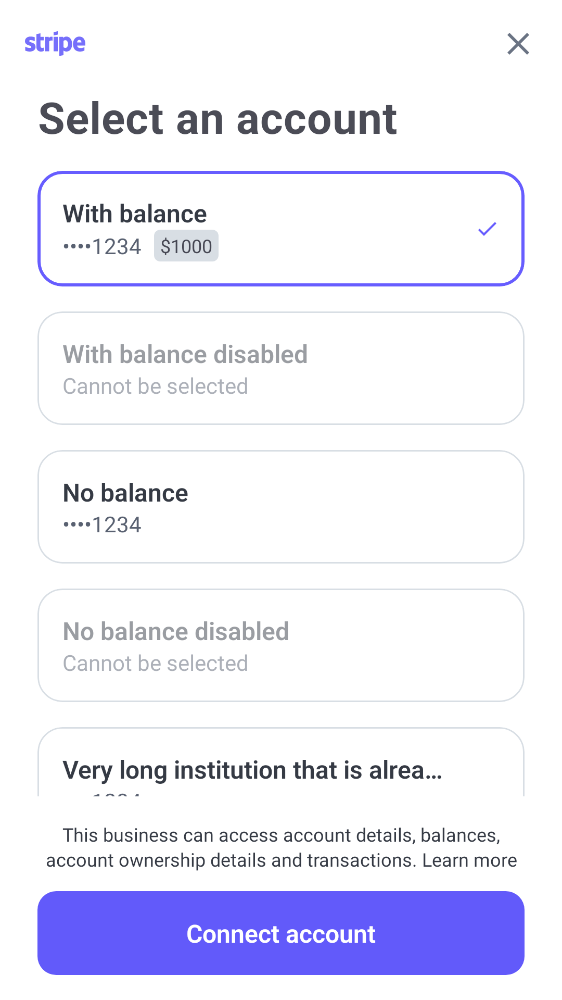 stripe
Select an account
With balance
••••1234 $1000
With balance disabled
Cannot be selected
No balance
••••1234
No balance disabled
Cannot be selected
Very long institution that is alrea...
This business can access account details, balances,
account ownership details and transactions. Learn more
Connect account